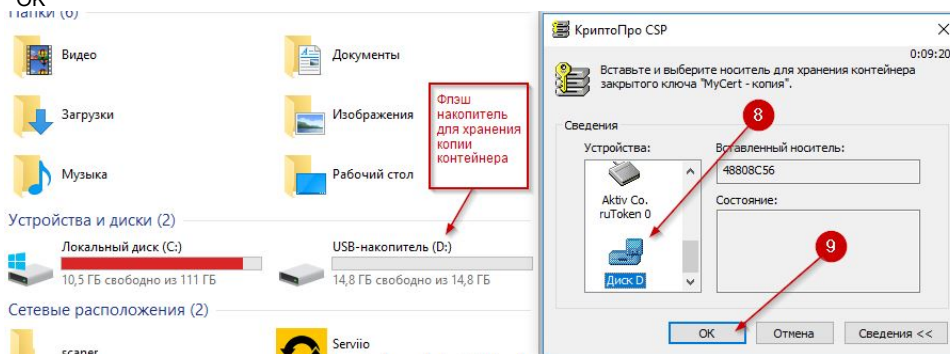 ОК
Папки (6)
Видео
Документы
Загрузки
Изображения
Музыка
Рабочий стол
Флэш
накопитель
для хранения
копии
контейнера
Устройства и диски (2)
Локальный диск (C:)
10,5 ГБ свободно из 111 ГБ
USB-накопитель (D:)
14,8 ГБ свободно из 14,8 ГБ
Сетевые расположения (2)
scaner
Serviio
КриптоПро CSP
0:09:20
Вставьте и выберите носитель для хранения контейнера
закрытого ключа "MyCert - копия".
8
Сведения
Устройства:
Вставленный носитель:
48808C56
Aktiv Co.
ruToken 0
Состояние:
Диск D
9
ОК
Отмена
Сведения <<